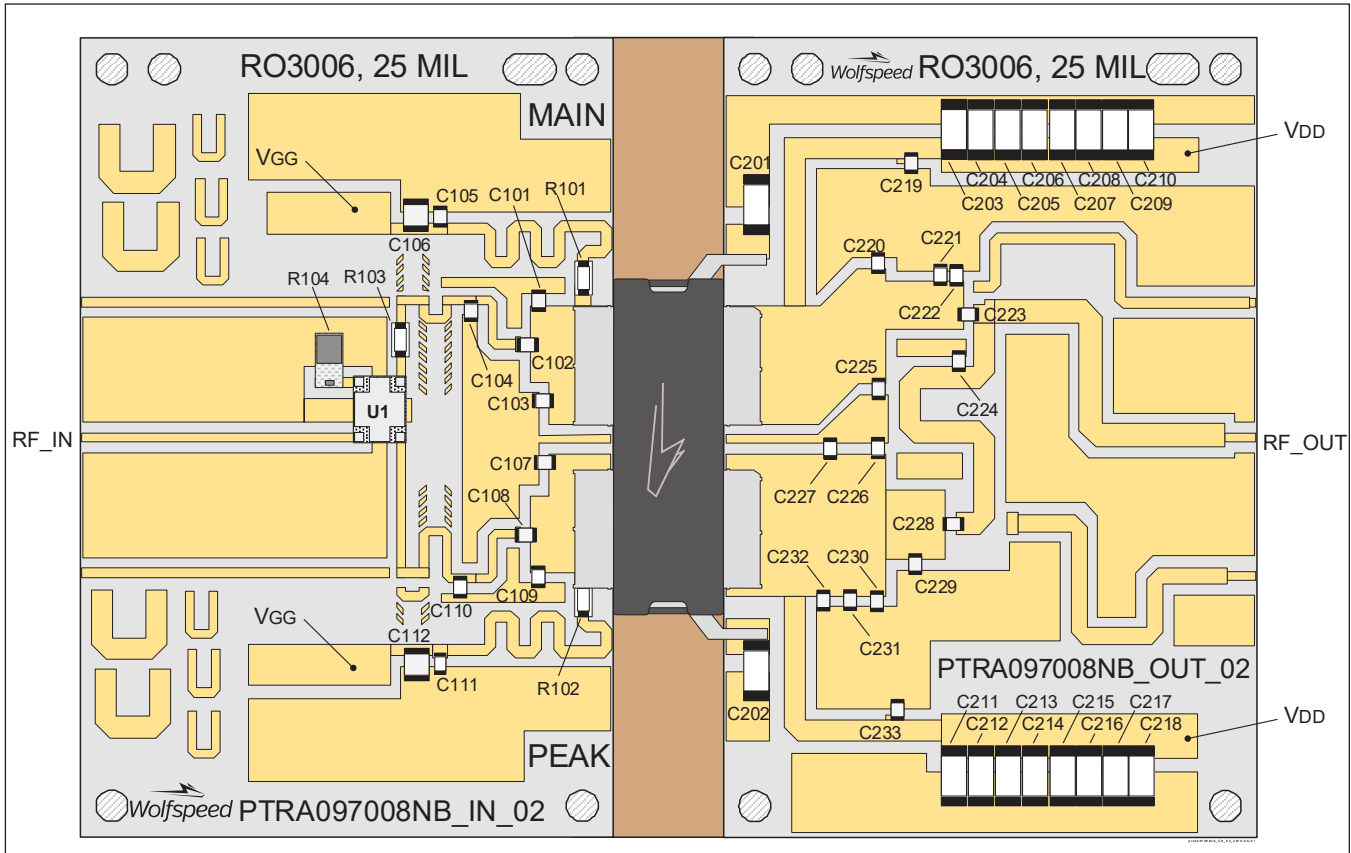 RO3006, 25 MIL
Wolfspeed RO3006, 25 MIL
MAIN
VDD
VGG
C105
C101
R101
C201
C219
C204
C206
C208
C210
C203
C205
C207
C209
C106
R104
R103
C220
C221
C222
C223
C102
C104
C103
C225
C224
U1
RF_IN
RF_OUT
C107
C108
C227
C226
C228
C232
C230
C229
C110
C109
C231
VGG
C112
C111
R102
C202
C233
PTRA097008NB_OUT_02
C211
C213
C215
C217
C212
C214
C216
C218
VDD
PEAK
Wolfspeed PTRA097008NB_IN_02